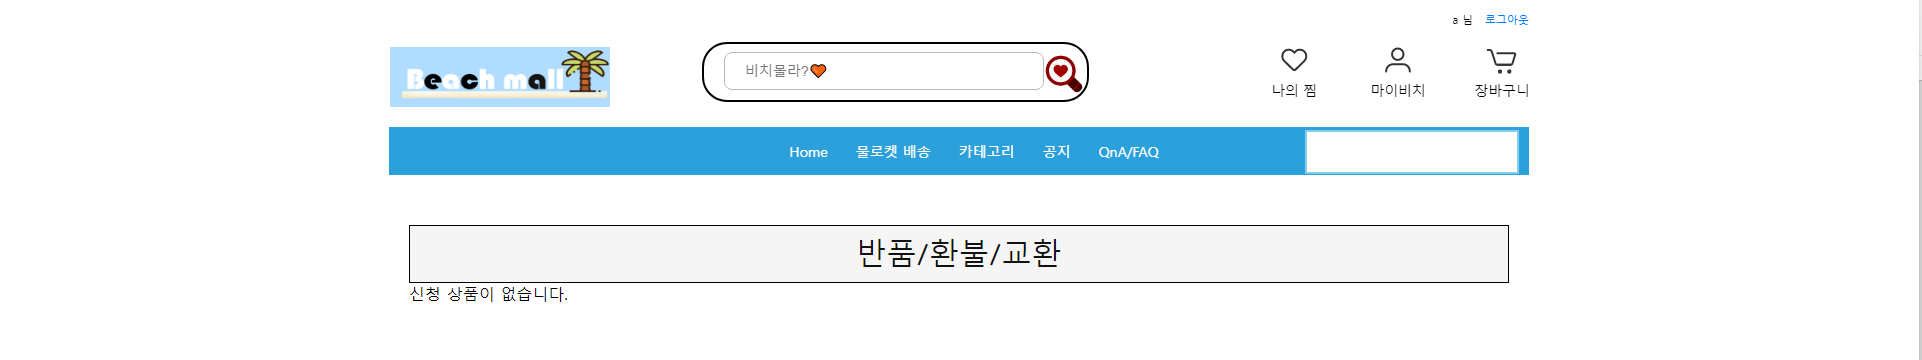 a 님 로그아웃
Beach mall
비치몰라?🧡
나의 찜 마이비치 장바구니
Home 물로켓 배송 카테고리 공지 QnA/FAQ
반품/환불/교환
신청 상품이 없습니다.